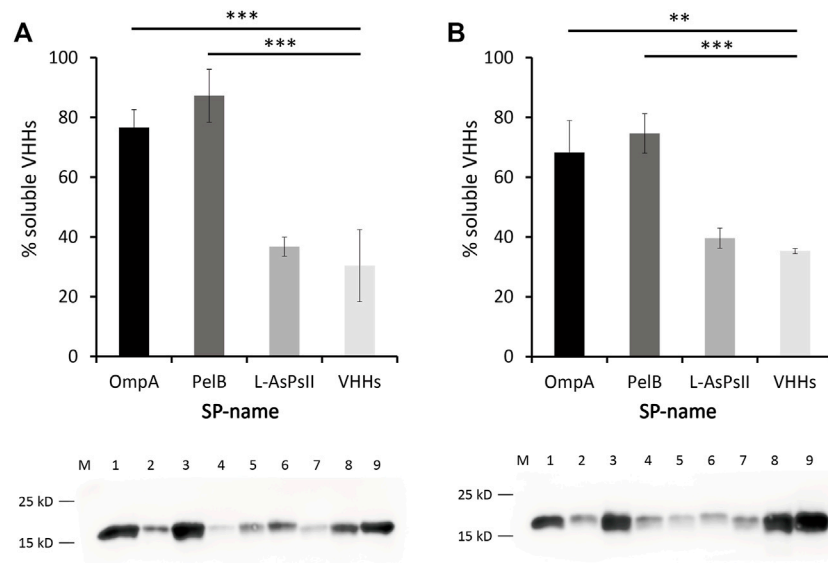 A
***
***
100
80
60
40
20
0
% soluble VHHs
OmpA PelB L-AsPsII VHHs
SP-name
M 1 2 3 4 5 6 7 8 9
25 kD
15 kD
B
**
***
100
80
60
40
20
0
% soluble VHHs
OmpA PelB L-AsPsII VHHs
SP-name
M 1 2 3 4 5 6 7 8 9
25 kD
15 kD